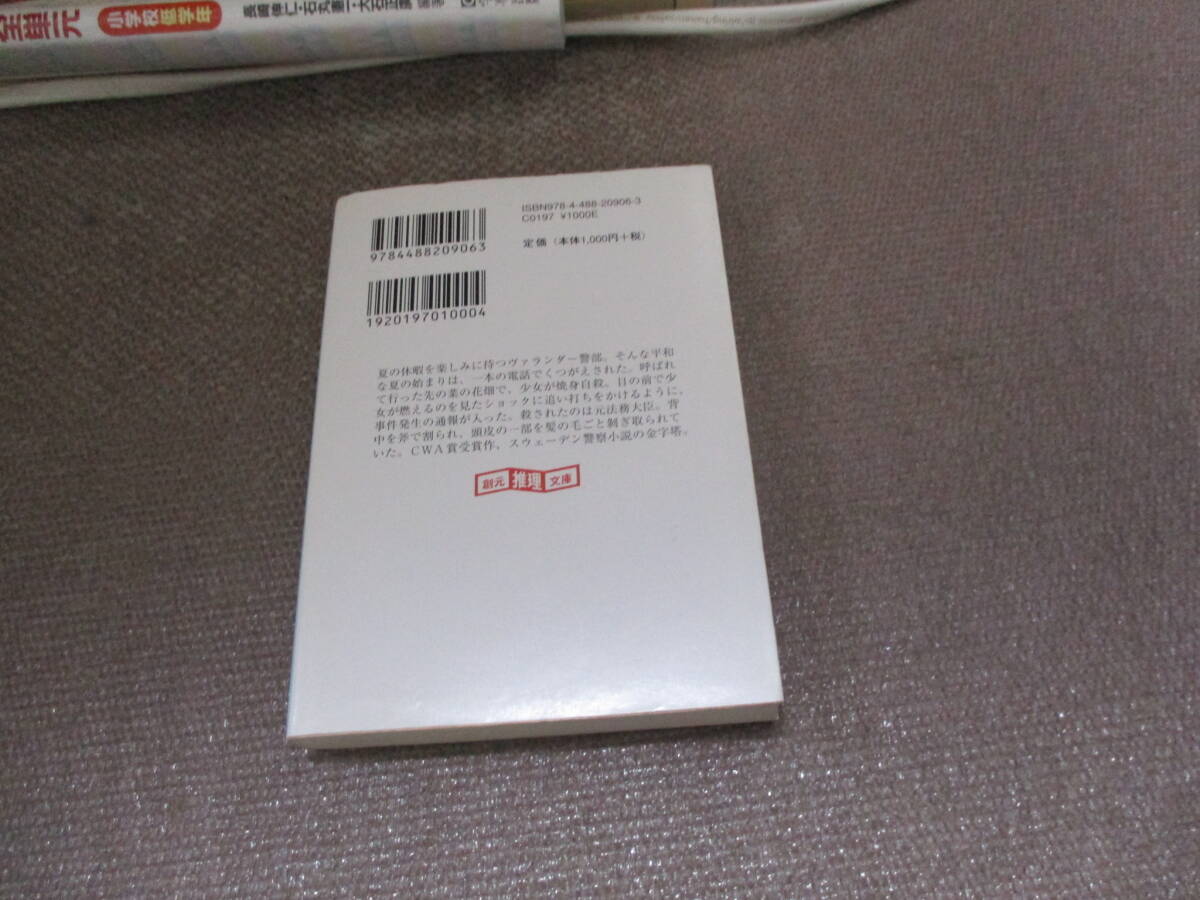 小学校低学年
ISBN978-4-488-20906-3
C0197 ¥1000E
定価（本体1,000円+税）
9784488209063
1920197010004
夏の休暇を楽しみに待つヴァランダー警部。そんな平和
な夏の始まりは、一本の電話でくつがえされた。呼ばれ
て行った先の菜の花畑で、少女が焼身自殺。目の前で少
女が燃えるのを見たショックに追い打ちをかけるように、
事件発生の通報が入った。殺されたのは元法務大臣。背
中を斧で割られ、頭皮の一部を髪の毛ごと剝ぎ取られて
いた。CWA賞受賞作、スウェーデン警察小説の金字塔。
創元 推理 文庫